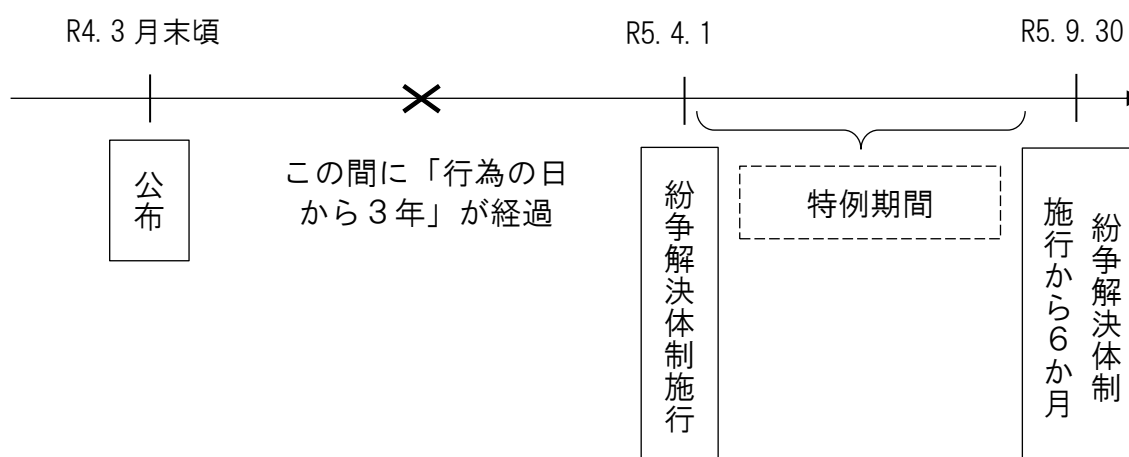 R4.3月末頃
R5.4.1
R5.9.30
公布
この間に「行為の日
から3年」が経過
紛争解決体制施行
特例期間
紛争解決体制
施行から6か月